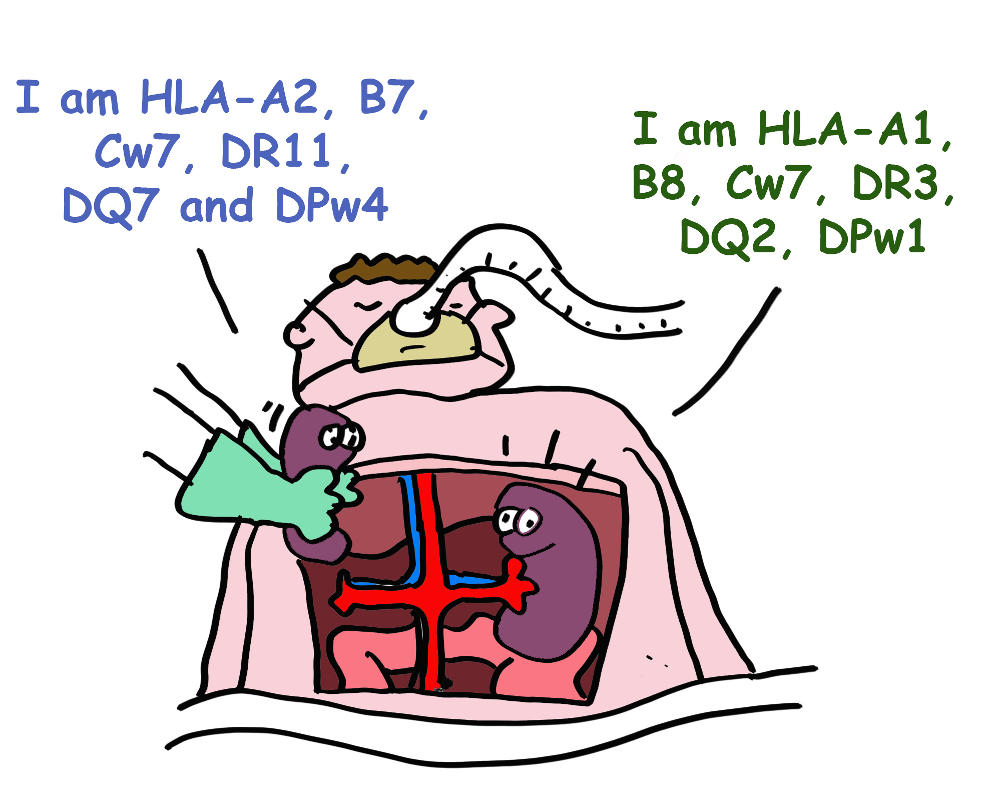 I am HLA-A2, B7,
Cw7, DR11,
DQ7 and DPw4
I am HLA-A1,
B8, Cw7, DR3,
DQ2, DPw1